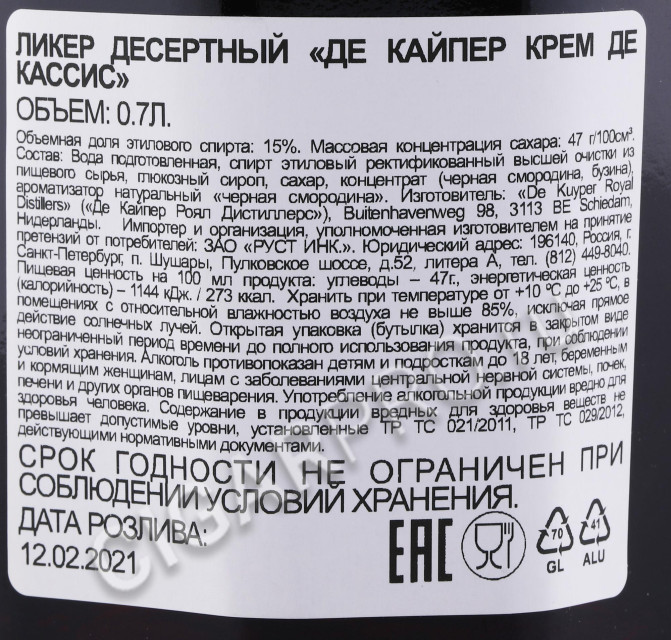 ЛИКЕР ДЕСЕРТНЫЙ «ДЕ КАЙПЕР КРЕМ ДЕ
КАССИС»
ОБЪЕМ: 0.7Л.
Объемная доля этилового спирта: 15%. Массовая концентрация сахара: 47 г/100см³.
Состав: Вода подготовленная, спирт этиловый ректификованный высшей очистки из
пищевого сырья, глюкозный сироп, сахар, концентрат (черная смородина, бузина),
ароматизатор натуральный «черная смородина». Изготовитель: «De Kuyper Royal
Distillers» («Де Кайпер Роял Дистиллерс»), Buitenhavenweg 98, 3113 BE Schiedam,
Нидерланды. Импортер и организация, уполномоченная изготовителем на принятие
претензий от потребителей: ЗАО «РУСТ ИНК.». Юридический адрес: 196140, Россия, г.
Санкт-Петербург, п. Шушары, Пулковское шоссе, д.52, литера А, тел. (812) 449-8040.
Пищевая ценность на 100 мл продукта: углеводы – 47г., энергетическая ценность
(калорийность) – 1144 кДж. / 273 ккал. Хранить при температуре от +10 °C до +25 °C, в
помещениях с относительной влажностью воздуха не выше 85%, исключая прямое
действие солнечных лучей. Открытая упаковка (бутылка) хранится в закрытом виде
неограниченный период времени до полного использования продукта, при соблюдении
условий хранения. Алкоголь противопоказан детям и подросткам до 18 лет, беременным
и кормящим женщинам, лицам с заболеваниями центральной нервной системы, почек,
печени и других органов пищеварения. Употребление алкогольной продукции вредно для
здоровья человека. Содержание в продукции вредных для здоровья веществ не
превышает допустимые уровни, установленные ТР ТС 021/2011, ТР ТС 029/2012,
действующими нормативными документами.
СРОК ГОДНОСТИ НЕ ОГРАНИЧЕН ПРИ
СОБЛЮДЕНИИ УСЛОВИЙ ХРАНЕНИЯ.
ДАТА РОЗЛИВА:
12.02.2021
EAC
70
GL
41
ALU
CIGARPRO.RU